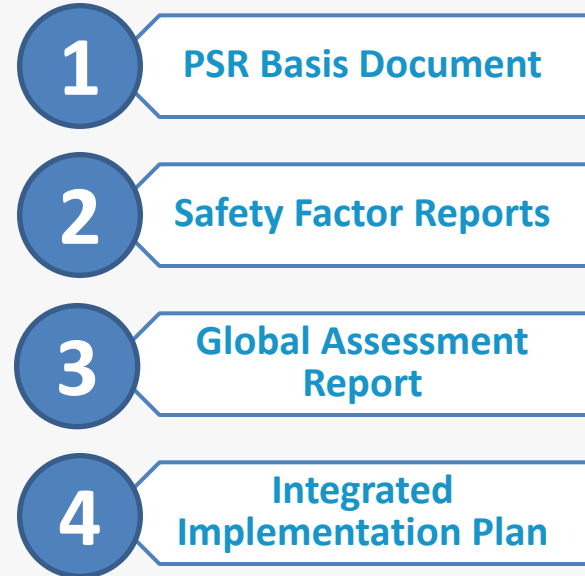 1
PSR Basis Document
2
Safety Factor Reports
3
Global Assessment
Report
4
Integrated
Implementation Plan